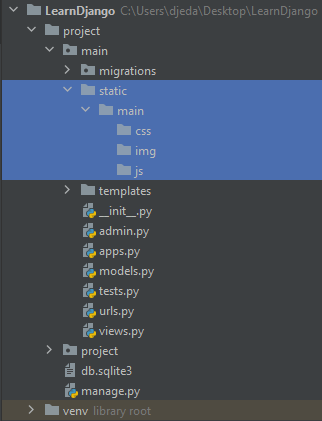 LearnDjango C:\Users\djeda\Desktop\LearnDjango
project
main
migrations
static
main
css
img
js
templates
__init__.py
admin.py
apps.py
models.py
tests.py
urls.py
views.py
project
db.sqlite3
manage.py
venv library root